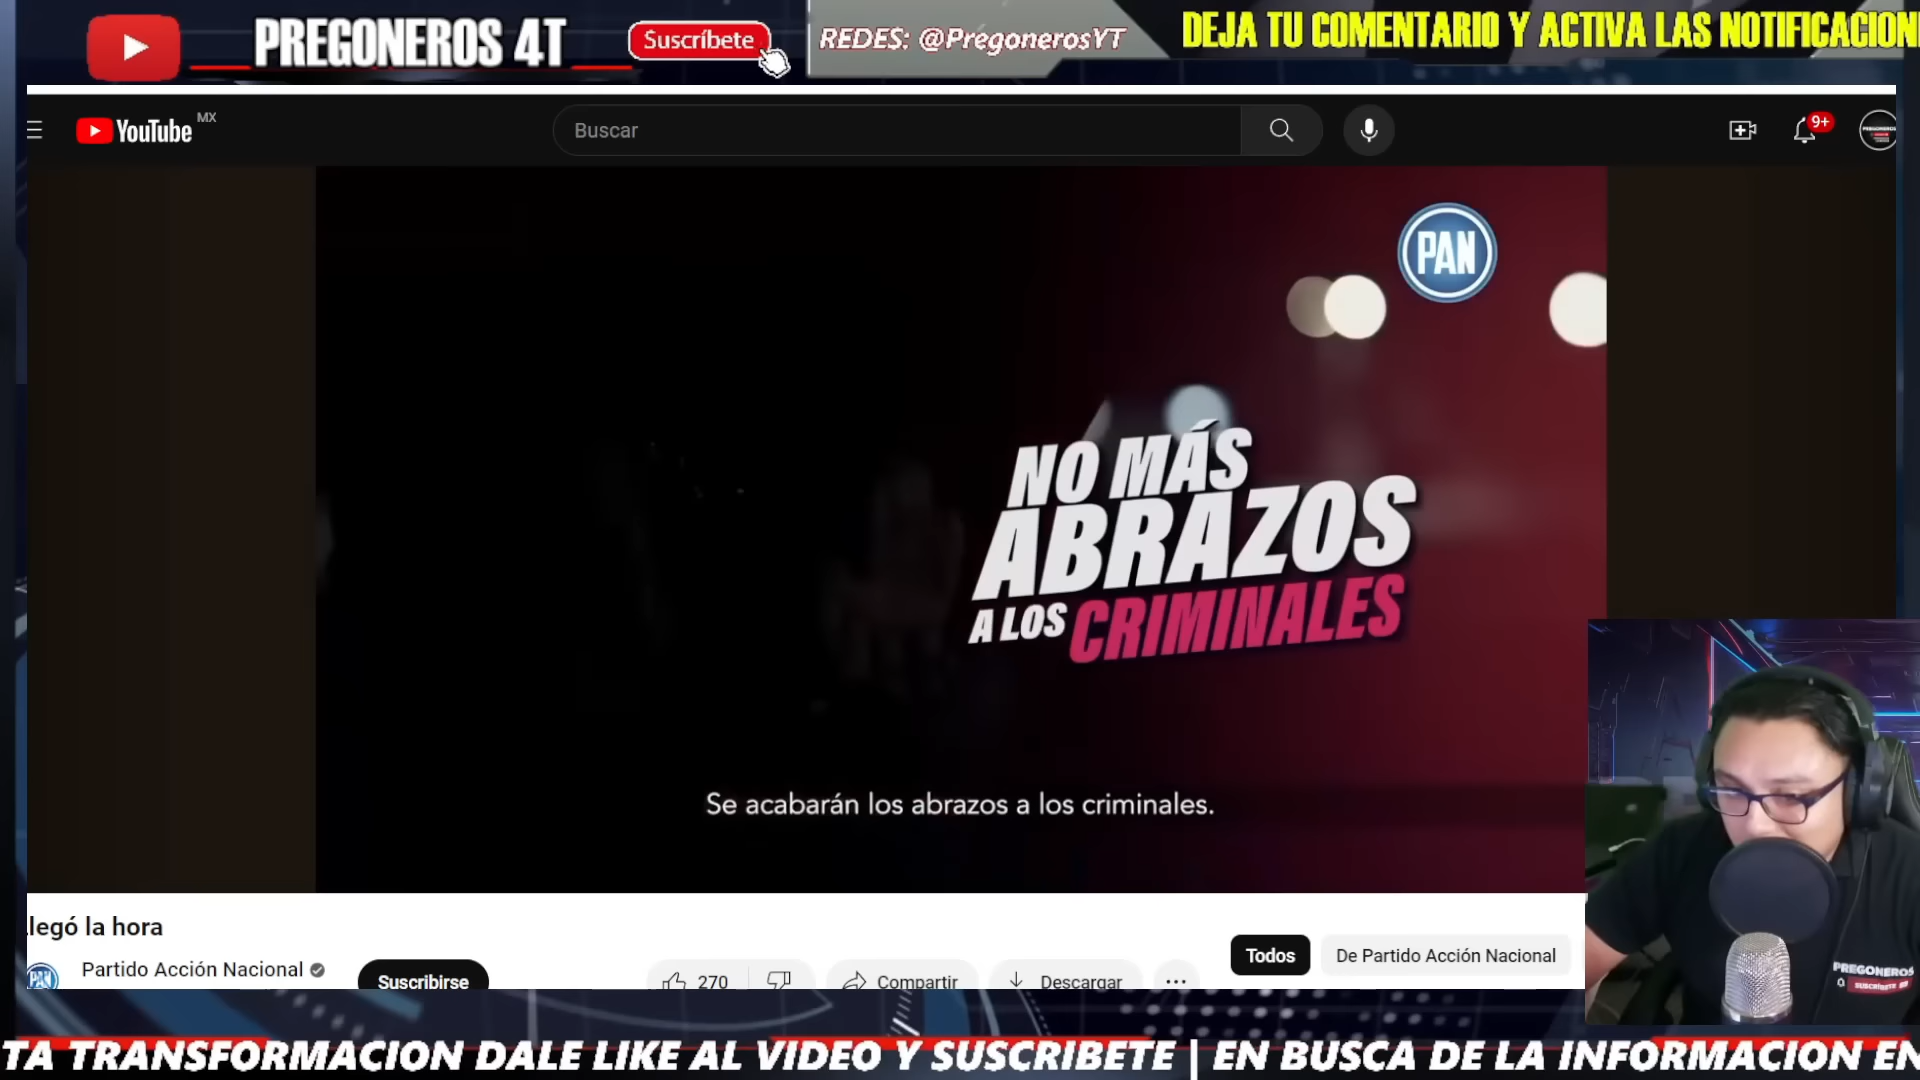 PREGONEROS 4T
Suscríbete
REDES: @PregonerosYT
DEJA TU COMENTARIO Y ACTIVA LAS NOTIFICACION
YouTube MX
Buscar
9+
PAN
NO MÁS
ABRAZOS
A LOS CRIMINALES
Se acabarán los abrazos a los criminales.
legó la hora
PAN
Partido Acción Nacional
Suscribirse
270
Compartir
Descargar
Todos
De Partido Acción Nacional
PREGONEROS
SUSCRÍBETE
TA TRANSFORMACION DALE LIKE AL VIDEO Y SUSCRIBETE | EN BUSCA DE LA INFORMACION EN